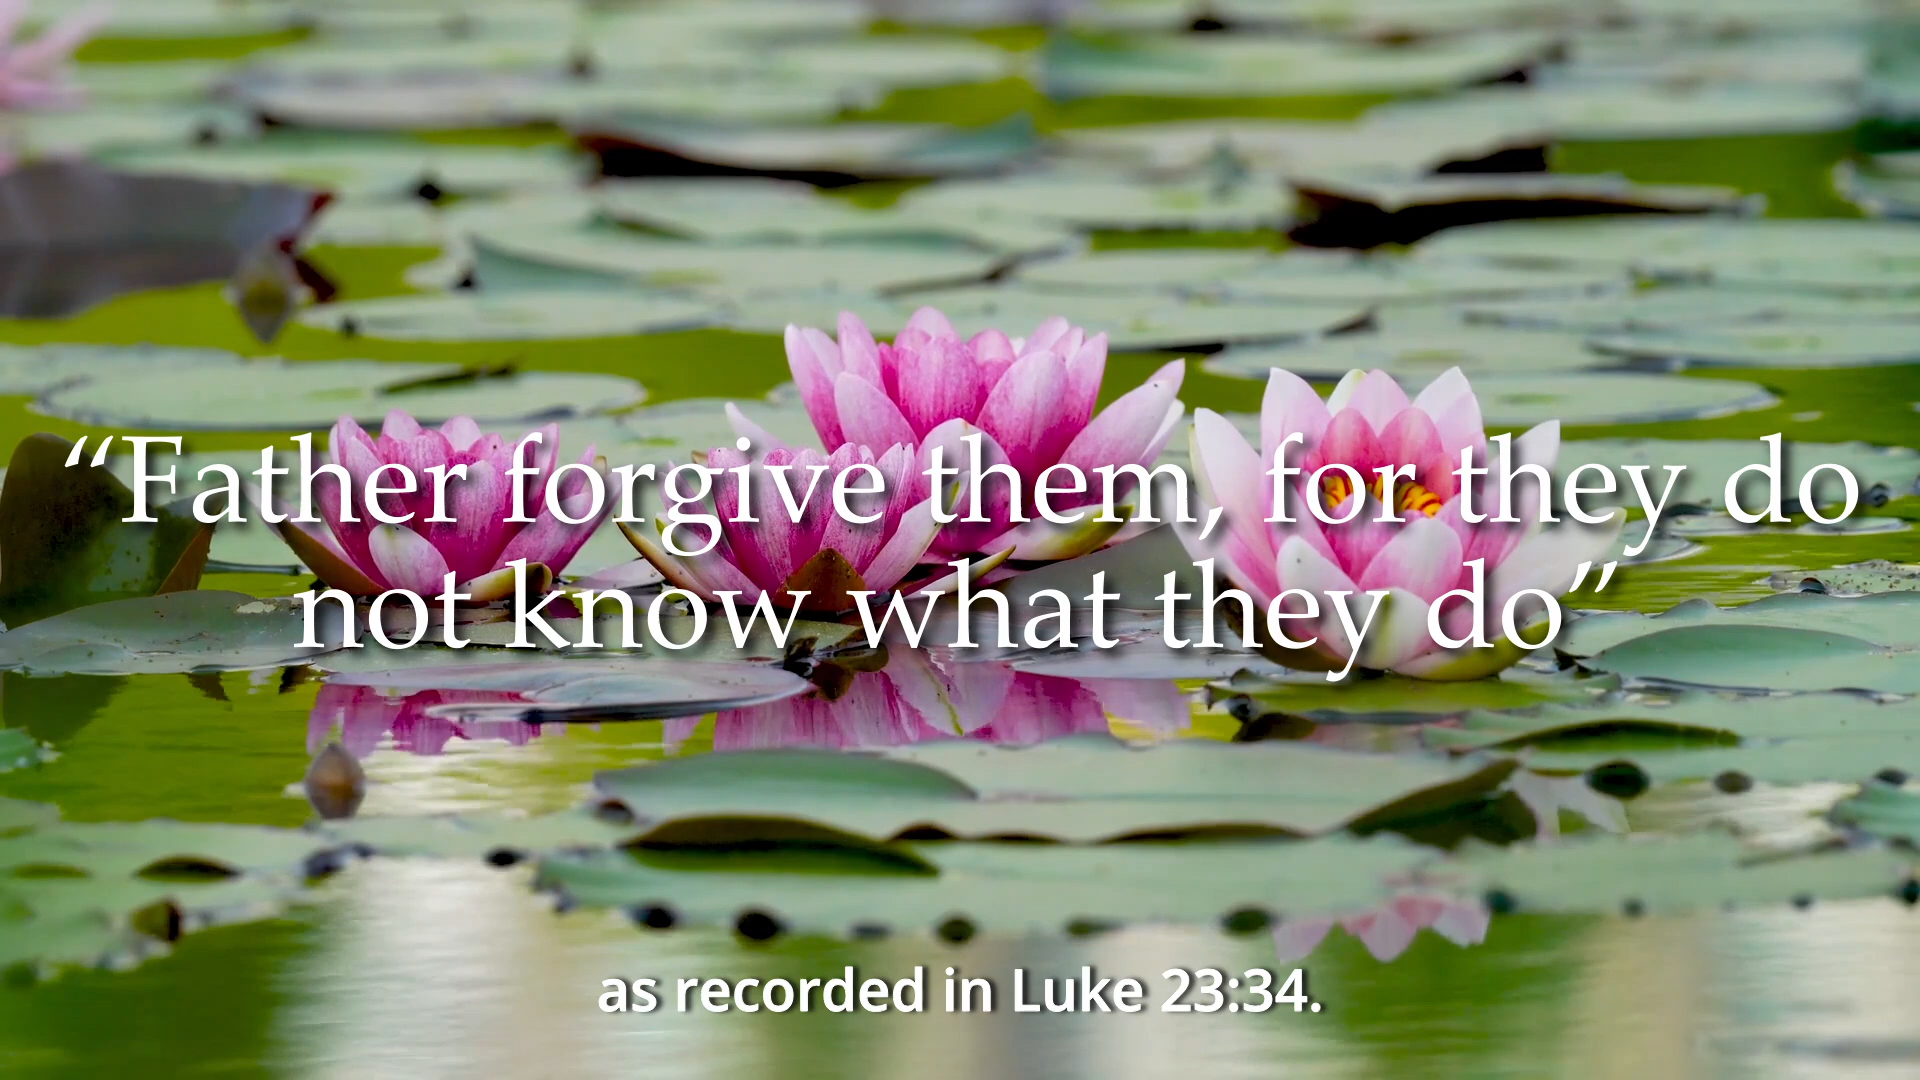 “Father forgive them, for they do
not know what they do”
as recorded in Luke 23:34.